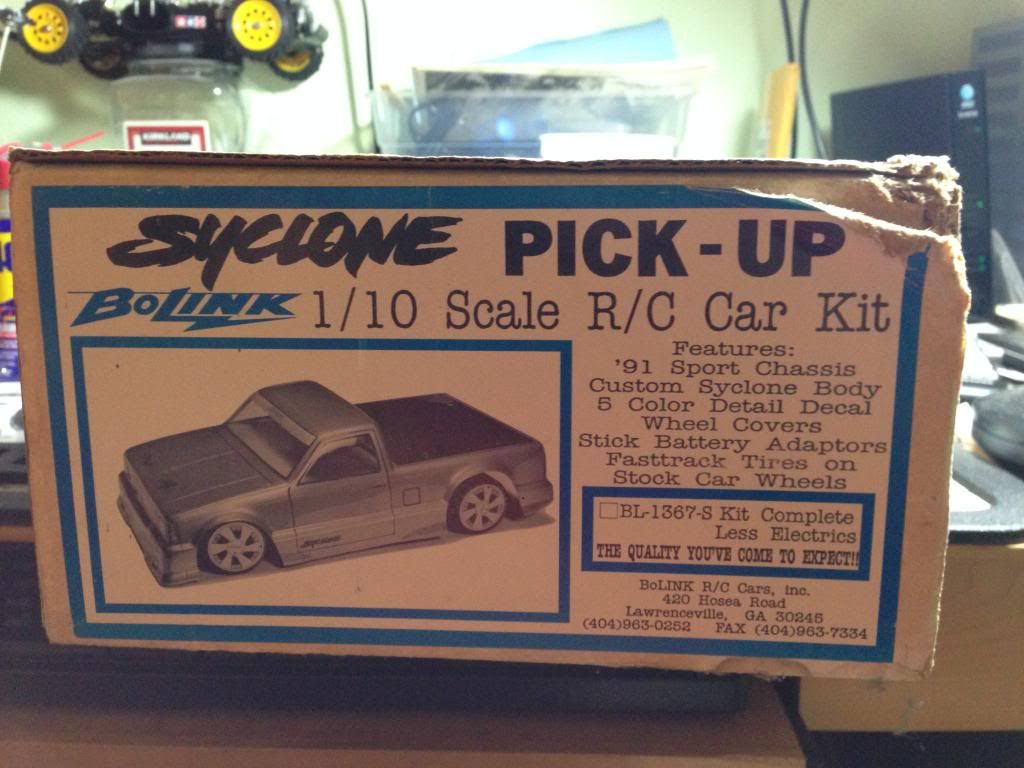 SYCLONE PICK-UP
BOLINK 1/10 Scale R/C Car Kit
Features:
'91 Sport Chassis
Custom Syclone Body
5 Color Detail Decal
Wheel Covers
Stick Battery Adaptors
Fasttrack Tires on
Stock Car Wheels
SYCLONE
BL-1367-S Kit Complete
Less Electrics
THE QUALITY YOU'VE COME TO EXPECT!!
BoLINK R/C Cars, inc.
420 Hosea Road
Lawrenceville, GA 30245
(404)963-0252 FAX (404)963-7334
KIRKLAND